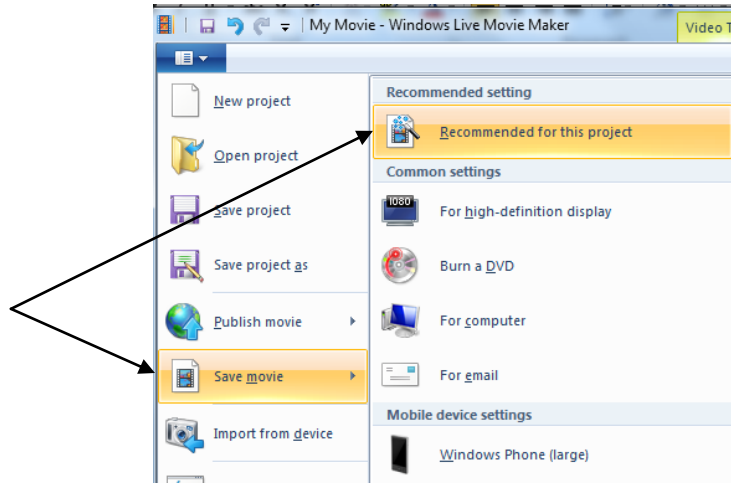 My Movie - Windows Live Movie Maker
Video T
New project
Open project
Save project
Save project as
Publish movie
Save movie
Import from device
Recommended setting
Recommended for this project
Common settings
1080
For high-definition display
Burn a DVD
For computer
For email
Mobile device settings
Windows Phone (large)